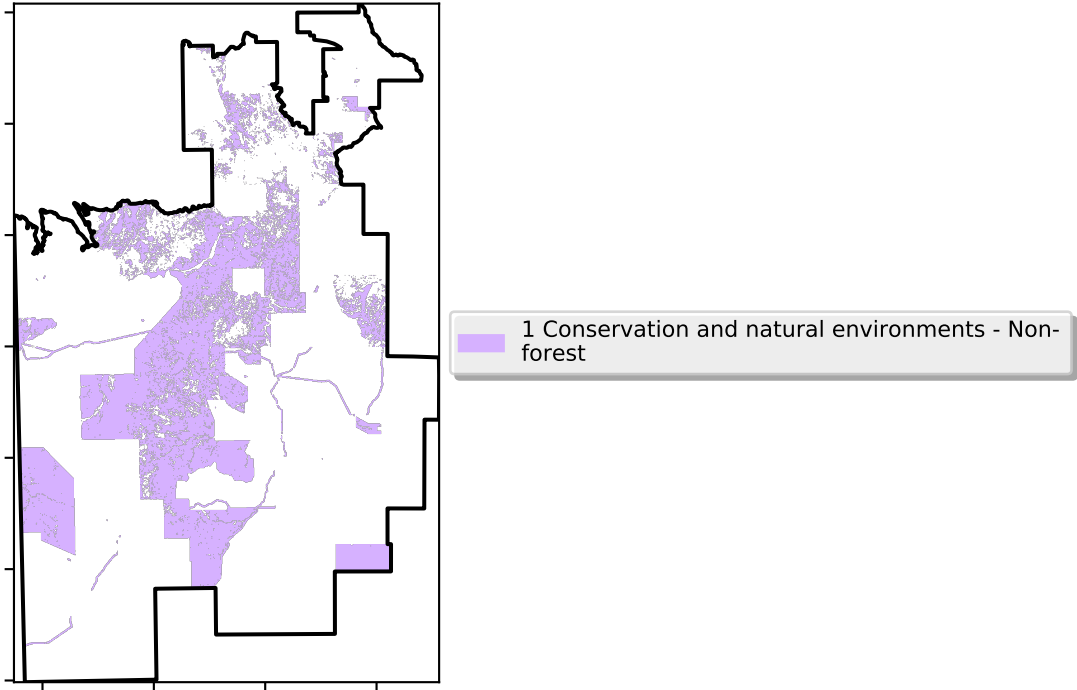 1 Conservation and natural environments - Non-
forest